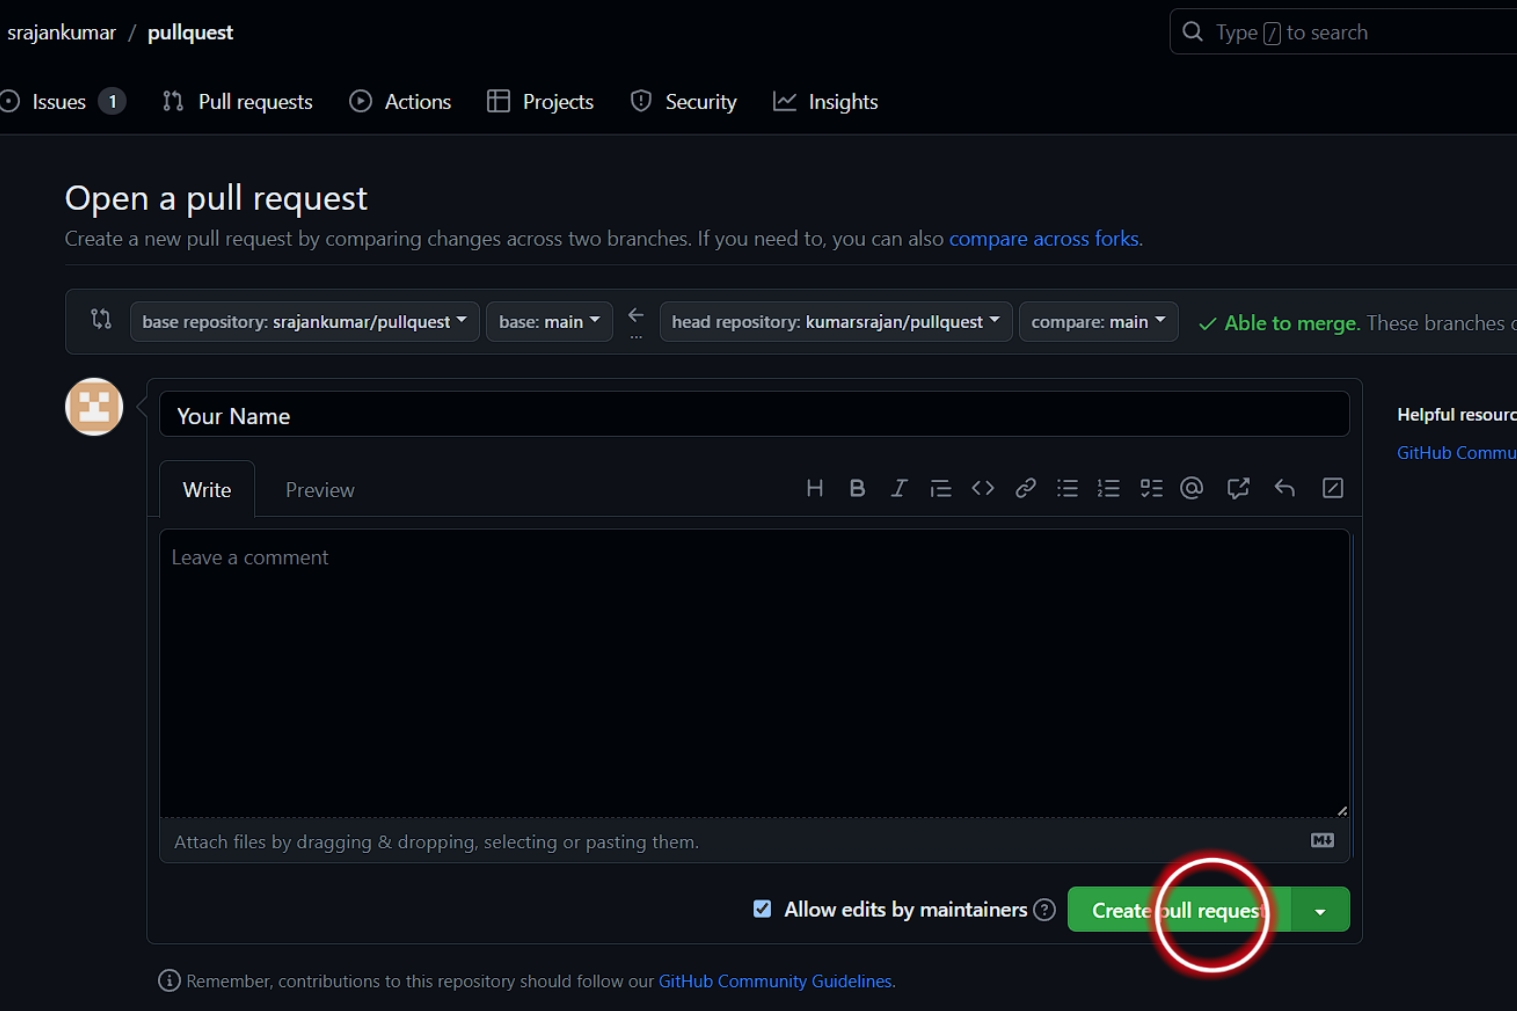 srajankumar / pullquest
Type / to search
Issues 1 Pull requests Actions Projects Security Insights
Open a pull request
Create a new pull request by comparing changes across two branches. If you need to, you can also compare across forks.
base repository: srajankumar/pullquest base: main ← ... head repository: kumarsrajan/pullquest compare: main ✓ Able to merge. These branches
Your Name
Helpful resourc
GitHub Commu
Write Preview
Leave a comment
Attach files by dragging & dropping, selecting or pasting them.
Allow edits by maintainers Create pull request
Remember, contributions to this repository should follow our GitHub Community Guidelines.